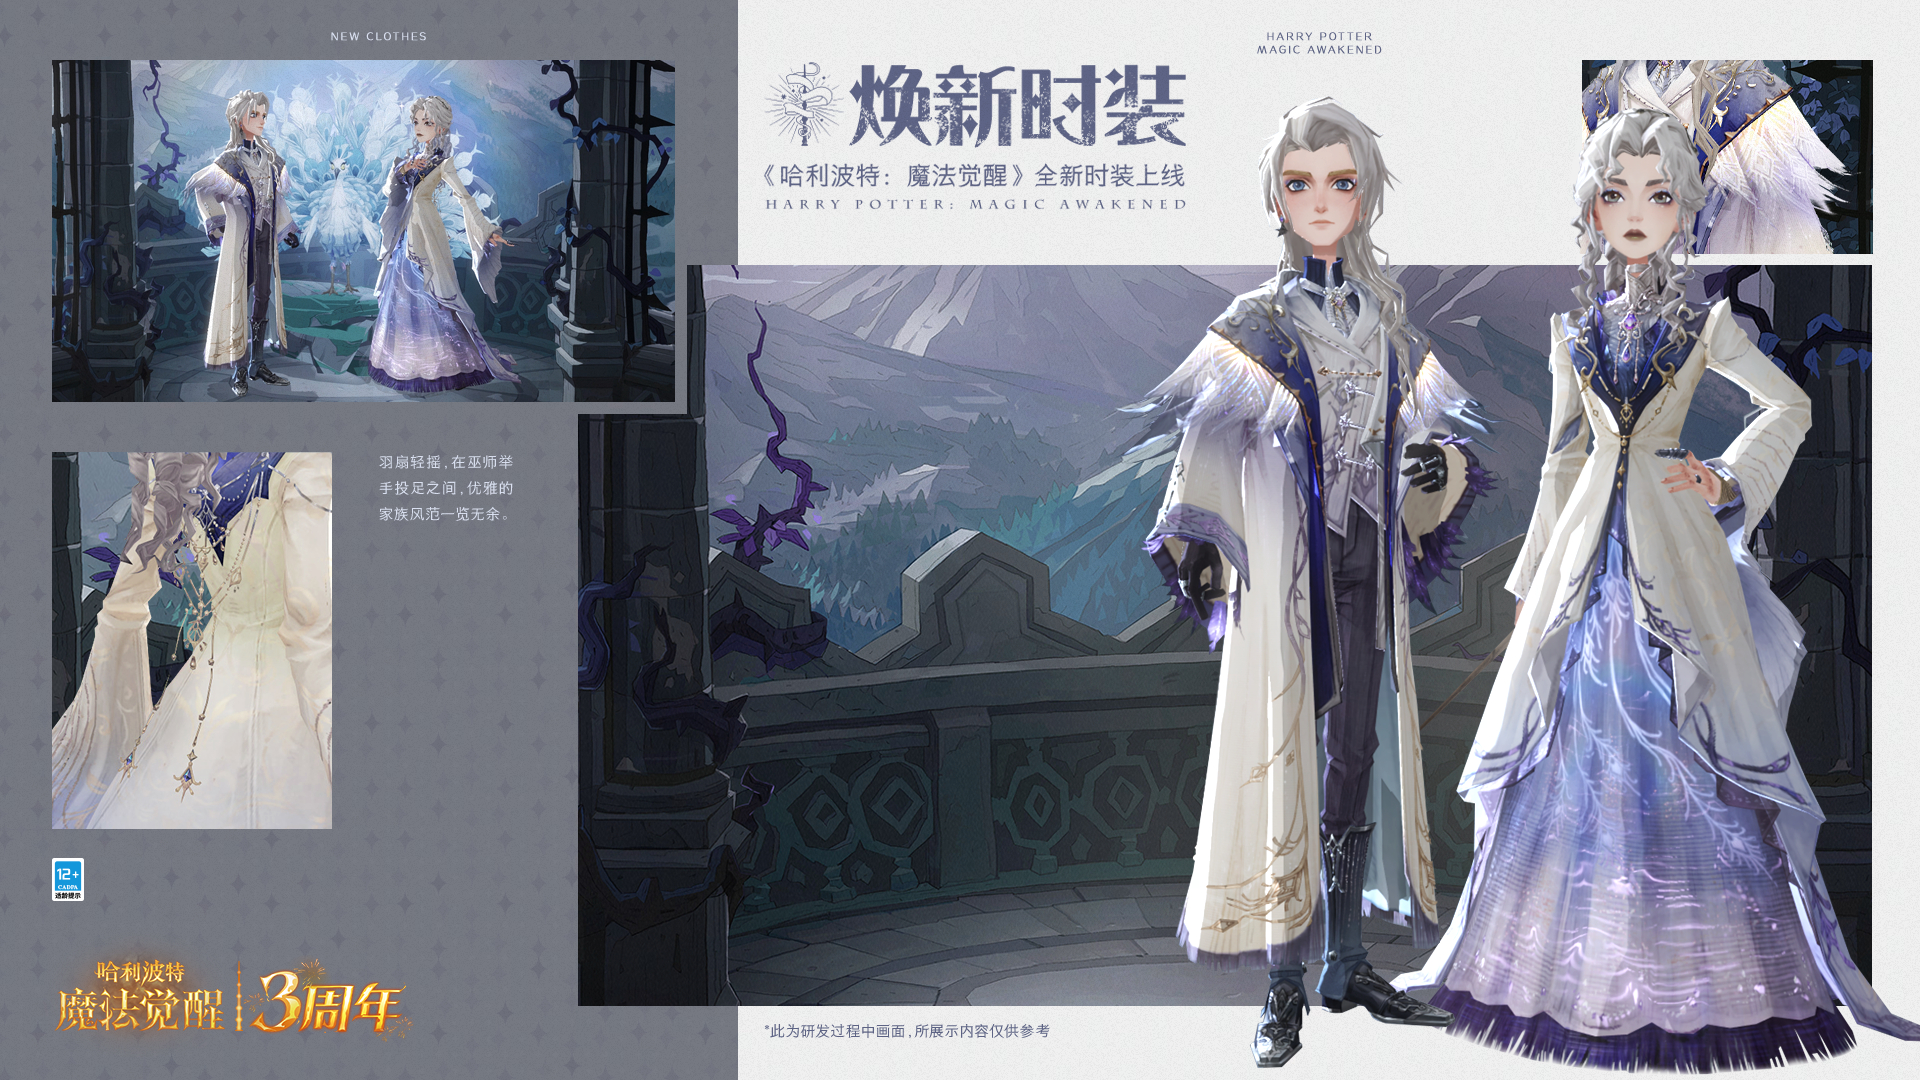 NEW CLOTHES
HARRY POTTER
MAGIC AWAKENED
焕新时装
《哈利波特：魔法觉醒》全新时装上线
HARRY POTTER: MAGIC AWAKENED
羽扇轻摇，在巫师举
手投足之间，优雅的
家族风范一览无余。
12+
CADPA
适龄提示
哈利波特
魔法觉醒
3周年
*此为研发过程中画面，所展示内容仅供参考